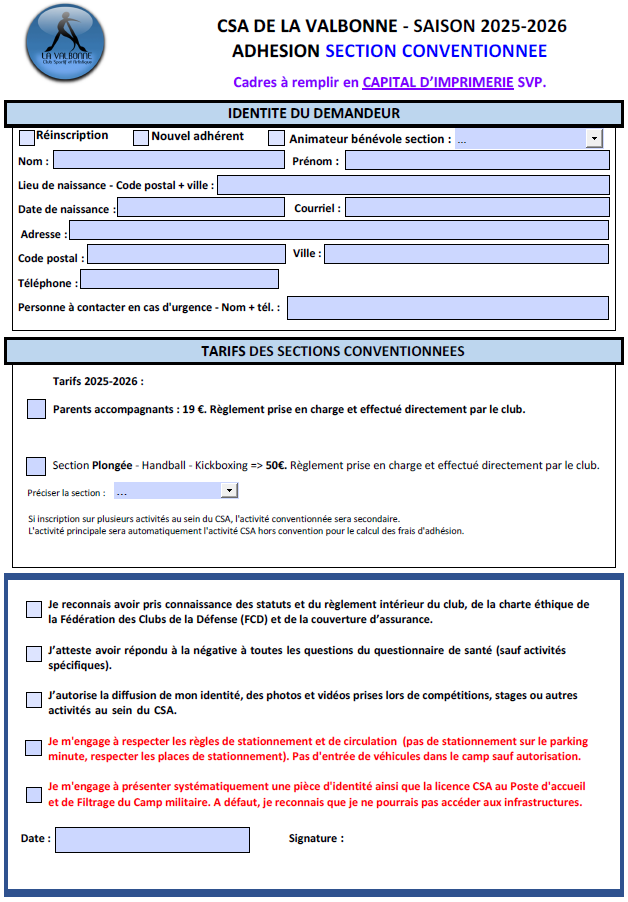 LA VALBONNE
Club Sportif et Artistique
CSA DE LA VALBONNE - SAISON 2025-2026
ADHESION SECTION CONVENTIONNEE
Cadres à remplir en CAPITAL D'IMPRIMERIE SVP.
IDENTITE DU DEMANDEUR
Réinscription Nouvel adhérent Animateur bénévole section : ...
Nom : Prénom :
Lieu de naissance - Code postal + ville :
Date de naissance : Courriel :
Adresse :
Code postal : Ville :
Téléphone :
Personne à contacter en cas d'urgence - Nom + tél. :
TARIFS DES SECTIONS CONVENTIONNEES
Tarifs 2025-2026 :
Parents accompagnants : 19 €. Règlement prise en charge et effectué directement par le club.
Section Plongée - Handball - Kickboxing => 50€. Règlement prise en charge et effectué directement par le club.
Préciser la section : ...
Si inscription sur plusieurs activités au sein du CSA, l'activité conventionnée sera secondaire.
L'activité principale sera automatiquement l'activité CSA hors convention pour le calcul des frais d'adhésion.
Je reconnais avoir pris connaissance des statuts et du règlement intérieur du club, de la charte éthique de
la Fédération des Clubs de la Défense (FCD) et de la couverture d'assurance.
J'atteste avoir répondu à la négative à toutes les questions du questionnaire de santé (sauf activités
spécifiques).
J'autorise la diffusion de mon identité, des photos et vidéos prises lors de compétitions, stages ou autres
activités au sein du CSA.
Je m'engage à respecter les règles de stationnement et de circulation (pas de stationnement sur le parking
minute, respecter les places de stationnement). Pas d'entrée de véhicules dans le camp sauf autorisation.
Je m'engage à présenter systématiquement une pièce d'identité ainsi que la licence CSA au Poste d'accueil
et de Filtrage du Camp militaire. A défaut, je reconnais que je ne pourrais pas accéder aux infrastructures.
Date : Signature :